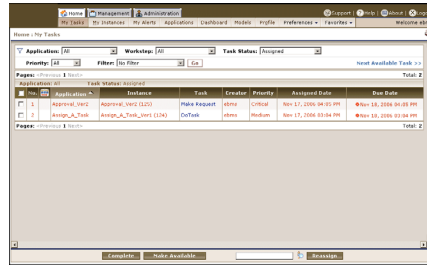 Home Management Administration Support | Help | About |
My Tasks My Instances My Alerts Applications Dashboard Models Profile Preferences Favorites Welcome
Home : My Tasks
Application: All Workstep: All Task Status: Assigned
Priority: All Filter: No Filter Go Next Available Task >>
Pages: <Previous 1 Next> Total: 2
Application: All Task Status: Assigned
No. Application Instance Task Creator Priority Assigned Date Due Date
1 Approval_Ver2 Approval_Ver2 (125) Make Request ebms Critical Nov 17, 2006 04:05 PM Nov 18, 2006 04:05 PM
2 Assign_A_Task Assign_A_Task_Ver1 (124) DoTask ebms Medium Nov 17, 2006 03:04 PM Nov 19, 2006 03:04 PM
Pages: <Previous 1 Next> Total: 2
Complete Make Available Reassign